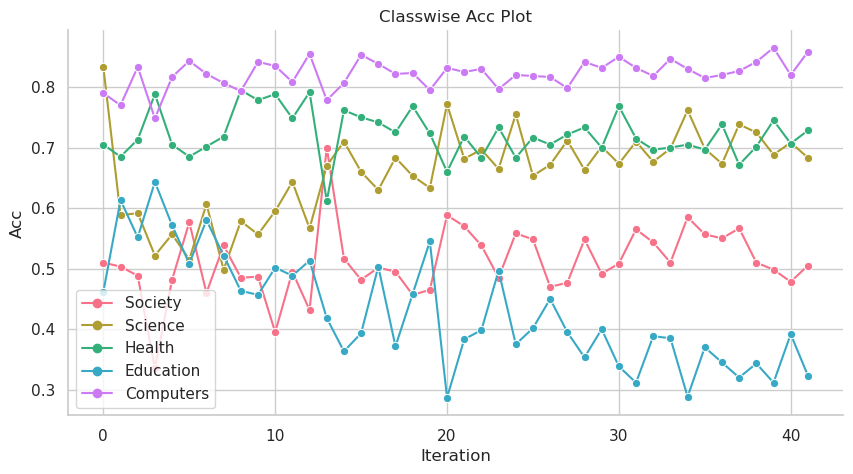 Classwise Acc Plot
Acc
0.8
0.7
0.6
0.5
0.4
0.3
Society
Science
Health
Education
Computers
0 10 20 30 40
Iteration